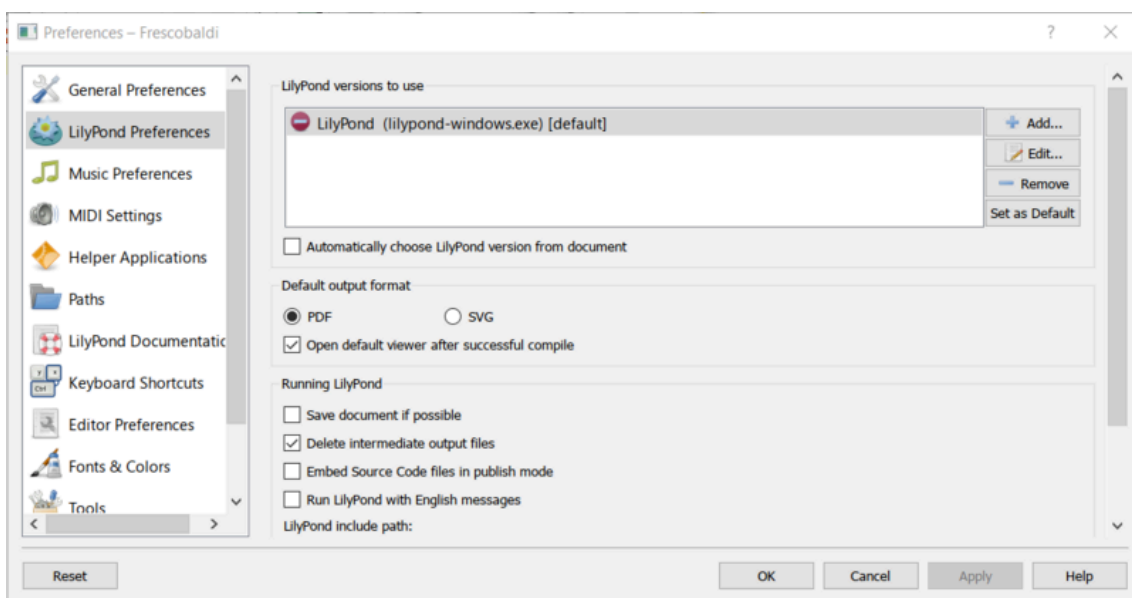 Preferences – Frescobaldi
?
General Preferences
LilyPond Preferences
Music Preferences
MIDI Settings
Helper Applications
Paths
LilyPond Documentatic
Keyboard Shortcuts
Editor Preferences
Fonts & Colors
Tools
LilyPond versions to use
LilyPond (lilypond-windows.exe) [default]
Add...
Edit...
Remove
Set as Default
Automatically choose LilyPond version from document
Default output format
PDF SVG
Open default viewer after successful compile
Running LilyPond
Save document if possible
Delete intermediate output files
Embed Source Code files in publish mode
Run LilyPond with English messages
LilyPond include path:
Reset OK Cancel Apply Help